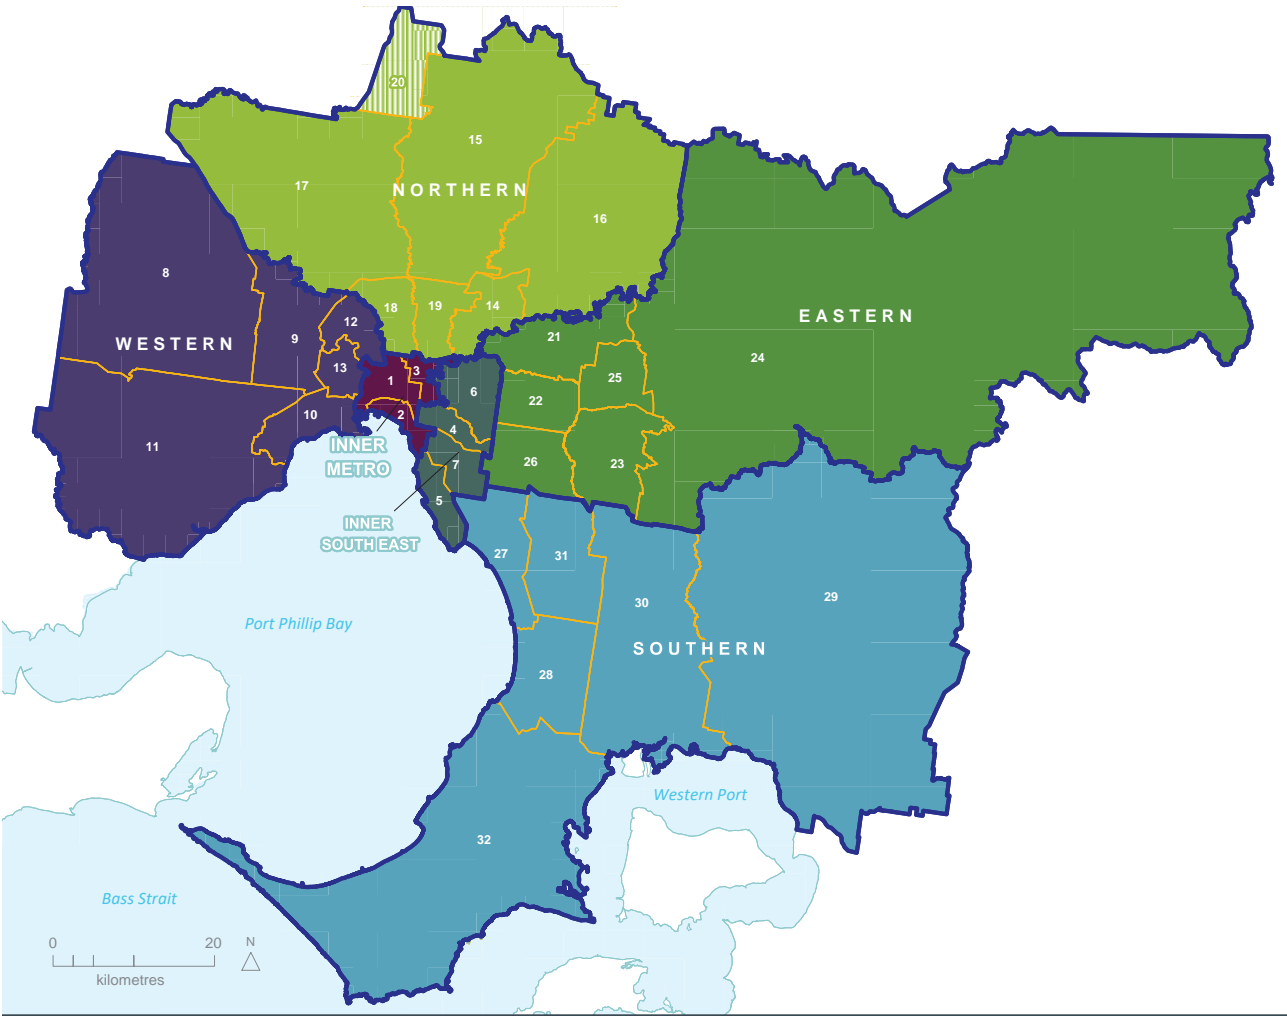 20
15
17
NORTHERN
16
8
18
19
14
12
9
WESTERN
EASTERN
21
24
13
3
1
6
25
22
10
2
4
11
INNER
METRO
7
26
23
5
INNER
SOUTH EAST
27
31
30
29
Port Phillip Bay
SOUTHERN
28
Western Port
32
Bass Strait
0 20 N
kilometres